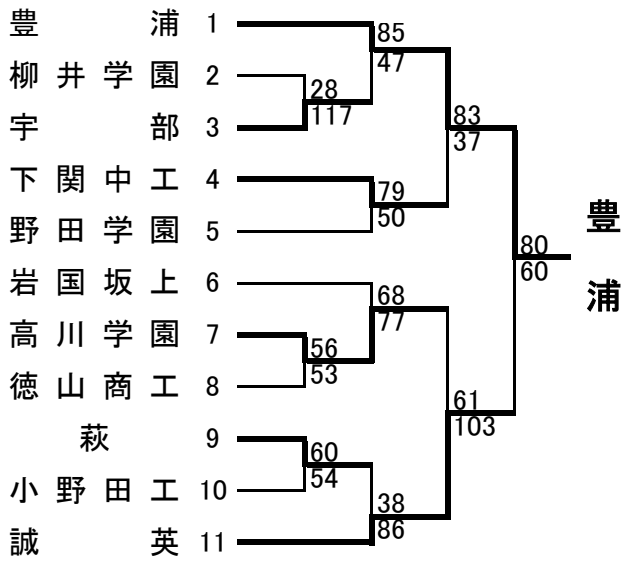 豊浦 1
柳井学園 2
宇部 3
下関中工 4
野田学園 5
岩国坂上 6
高川学園 7
徳山商工 8
萩 9
小野田工 10
誠英 11
28
117
56
53
60
54
85
47
79
50
68
77
38
86
83
37
61
103
80
60
豊浦